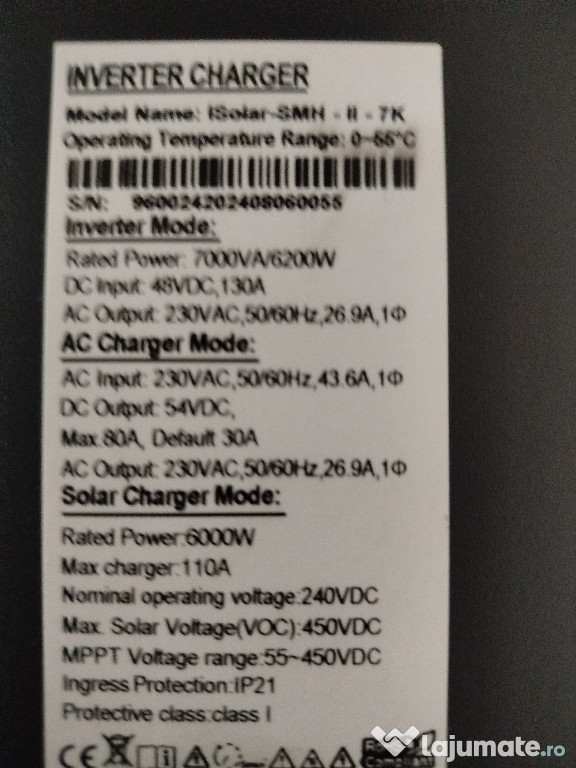 INVERTER CHARGER
Model Name: ISolar-SMH - II - 7K
Operating Temperature Range: 0~55°C
S/N: 960024202408060055
Inverter Mode:
Rated Power: 7000VA/6200W
DC Input: 48VDC,130A
AC Output: 230VAC,50/60Hz,26.9A,1Φ
AC Charger Mode:
AC Input: 230VAC,50/60Hz,43.6A,1Φ
DC Output: 54VDC,
Max.80A, Default 30A
AC Output: 230VAC,50/60Hz,26.9A,1Φ
Solar Charger Mode:
Rated Power:6000W
Max charger:110A
Nominal operating voltage:240VDC
Max. Solar Voltage(VOC):450VDC
MPPT Voltage range:55~450VDC
Ingress Protection:IP21
Protective class:class I
CE
lajumate.ro